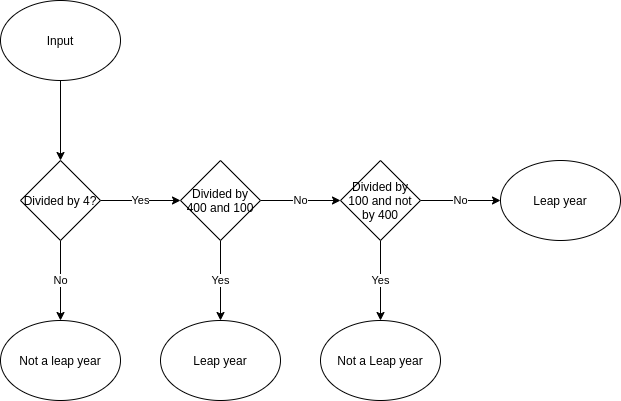 Input
Divided by 4?
Yes
Divided by
400 and 100
No
Divided by
100 and not
by 400
No
Leap year
No
Yes
Yes
Not a leap year
Leap year
Not a Leap year